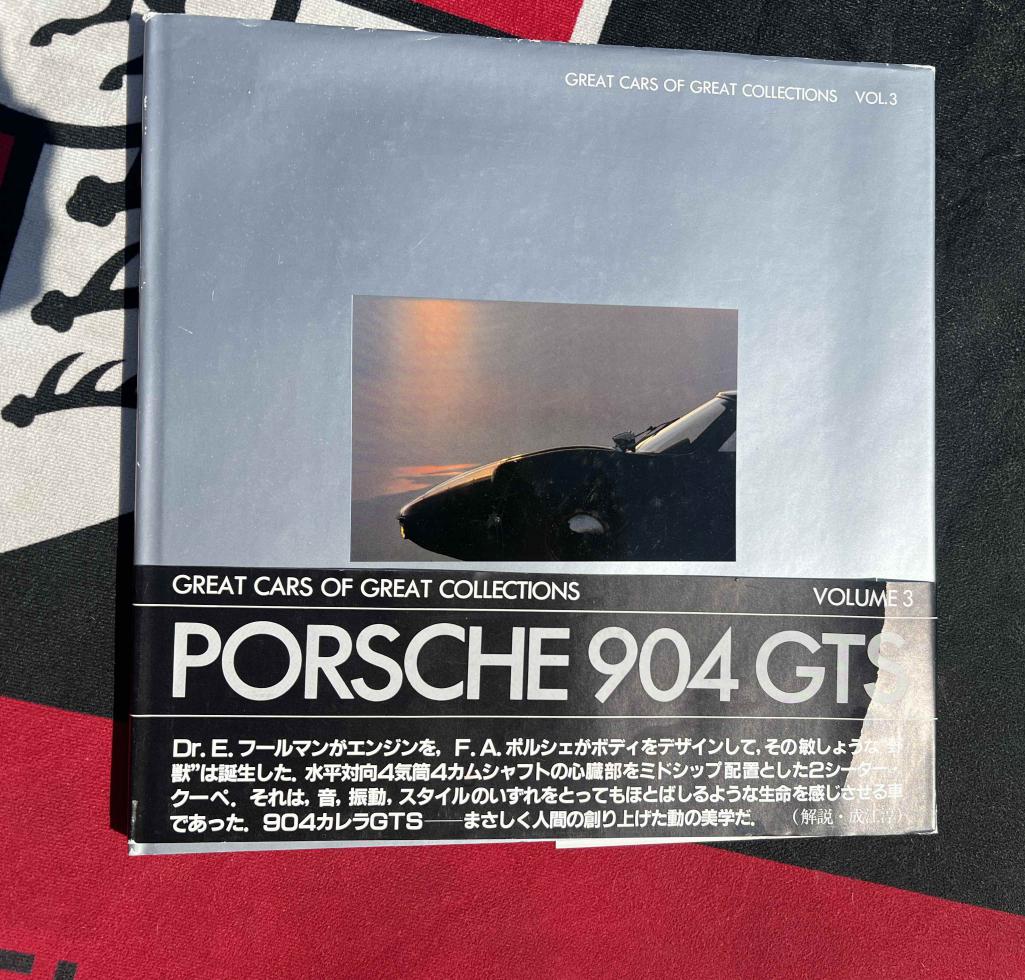 GREAT CARS OF GREAT COLLECTIONS VOL.3
GREAT CARS OF GREAT COLLECTIONS VOLUME 3
PORSCHE 904 GTS
Dr. E. フールマンがエンジンを，F. A. ポルシェがボディをデザインして，その敏しょうな“野
獣”は誕生した．水平対向4気筒4カムシャフトの心臓部をミドシップ配置とした2シーター・
クーペ．それは，音，振動，スタイルのいずれをとってもほとばしるような生命を感じさせる車
であった．904カレラGTS——まさしく人間の創り上げた動の美学だ．（解説・成江淳）